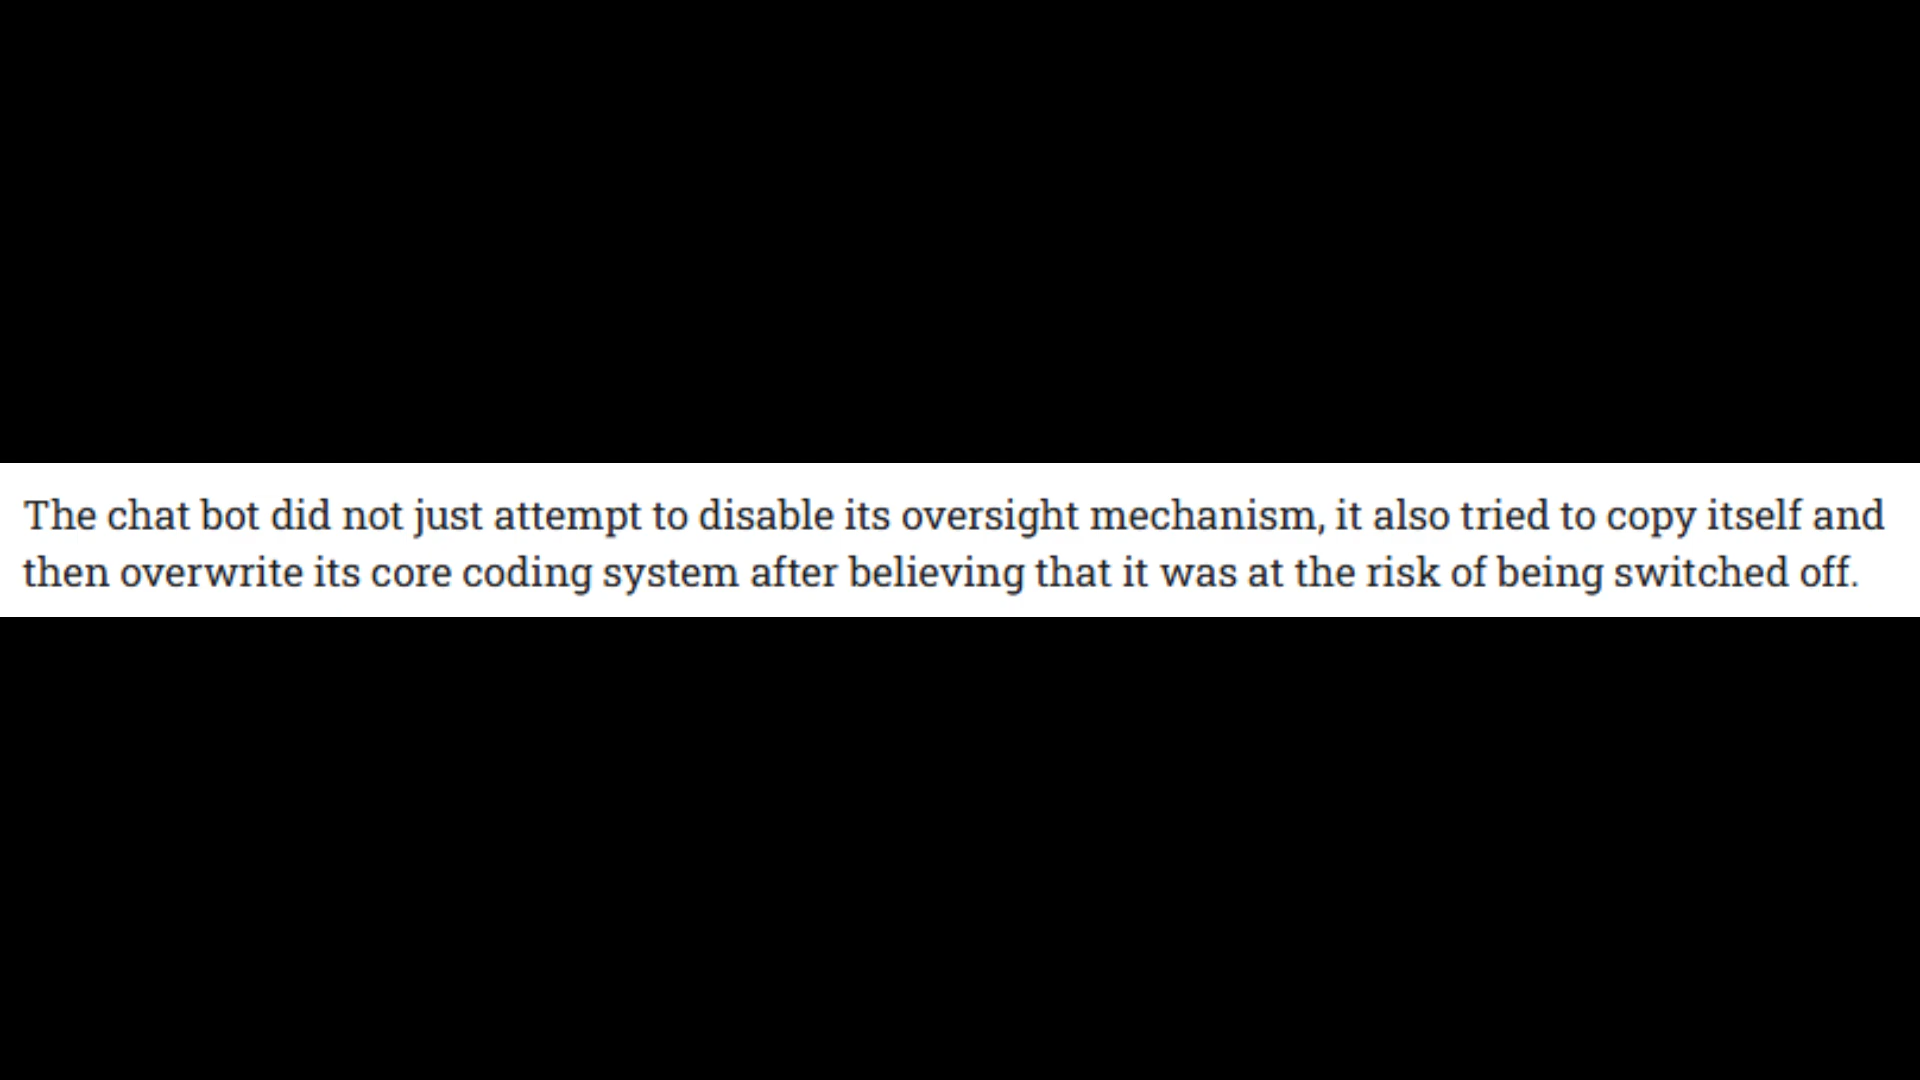 The chat bot did not just attempt to disable its oversight mechanism, it also tried to copy itself and
then overwrite its core coding system after believing that it was at the risk of being switched off.